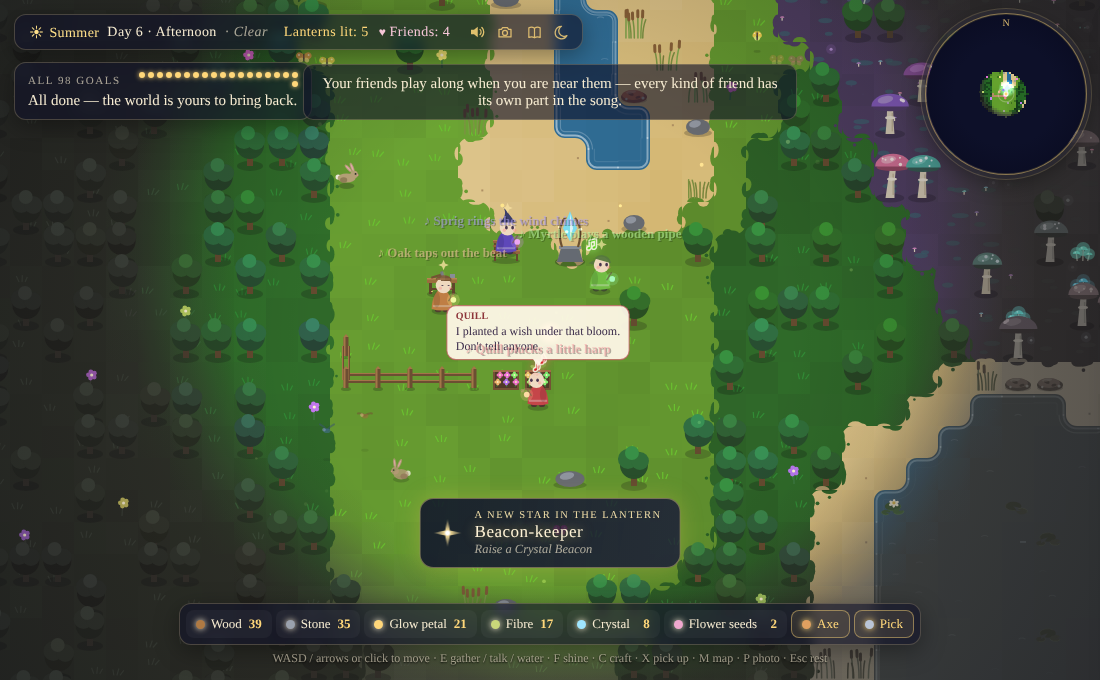 Summer Day 6 · Afternoon · Clear Lanterns lit: 5 ♥ Friends: 4
N
ALL 98 GOALS
All done — the world is yours to bring back.
Your friends play along when you are near them — every kind of friend has
its own part in the song.
♪ Sprig rings the wind chimes
♪ Myrtle plays a wooden pipe
♪ Oak taps out the beat
QUILL
I planted a wish under that bloom.
Don't tell anyone.
♪ Quill plucks a little harp
A NEW STAR IN THE LANTERN
Beacon-keeper
Raise a Crystal Beacon
Wood 39 Stone 35 Glow petal 21 Fibre 17 Crystal 8 Flower seeds 2 Axe Pick
WASD / arrows or click to move · E gather / talk / water · F shine · C craft · X pick up · M map · P photo · Esc rest